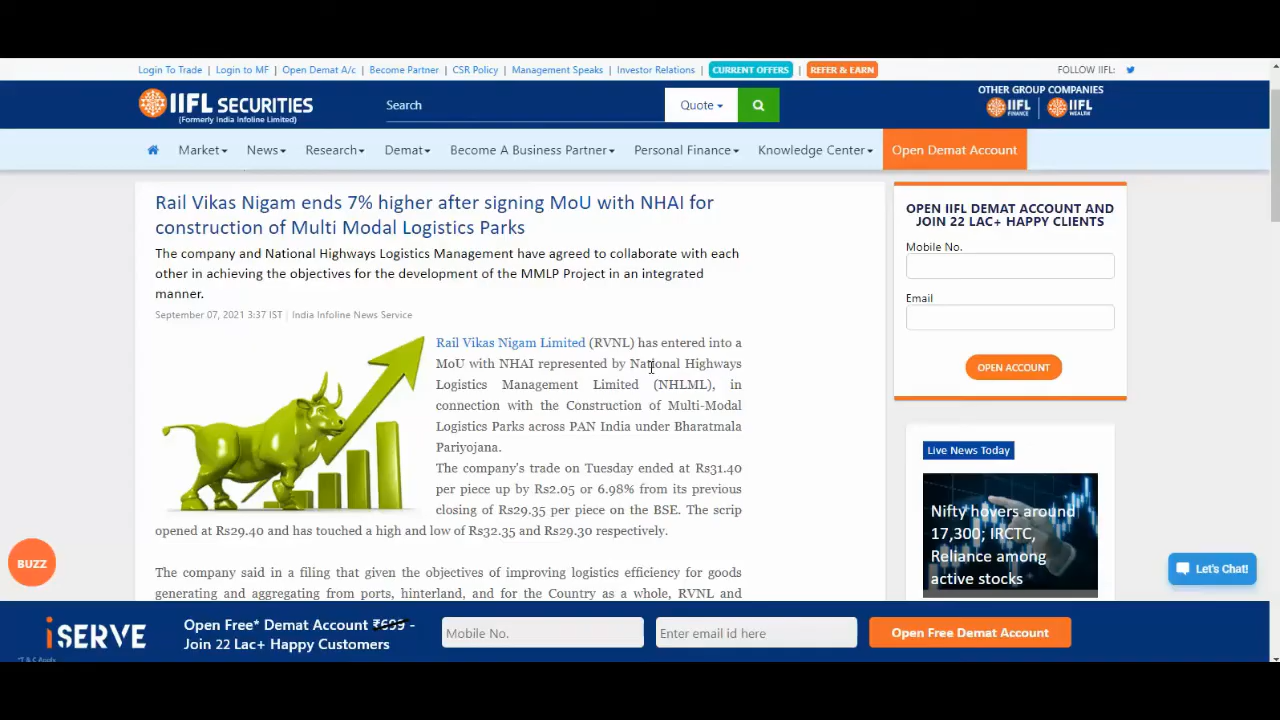 Login To Trade | Login to MF | Open Demat A/c | Become Partner | CSR Policy | Management Speaks | Investor Relations | CURRENT OFFERS | REFER & EARN FOLLOW IIFL:
IIFL SECURITIES
(Formerly India Infoline Limited)
Search Quote
OTHER GROUP COMPANIES
IIFL FINANCE | IIFL WEALTH
Market News Research Demat Become A Business Partner Personal Finance Knowledge Center Open Demat Account
Rail Vikas Nigam ends 7% higher after signing MoU with NHAI for
construction of Multi Modal Logistics Parks
The company and National Highways Logistics Management have agreed to collaborate with each
other in achieving the objectives for the development of the MMLP Project in an integrated
manner.
September 07, 2021 3:37 IST | India Infoline News Service
Rail Vikas Nigam Limited (RVNL) has entered into a
MoU with NHAI represented by National Highways
Logistics Management Limited (NHLML), in
connection with the Construction of Multi-Modal
Logistics Parks across PAN India under Bharatmala
Pariyojana.
The company's trade on Tuesday ended at Rs31.40
per piece up by Rs2.05 or 6.98% from its previous
closing of Rs29.35 per piece on the BSE. The scrip
opened at Rs29.40 and has touched a high and low of Rs32.35 and Rs29.30 respectively.
The company said in a filing that given the objectives of improving logistics efficiency for goods
generating and aggregating from ports, hinterland, and for the Country as a whole, RVNL and
OPEN IIFL DEMAT ACCOUNT AND
JOIN 22 LAC+ HAPPY CLIENTS
Mobile No.
Email
OPEN ACCOUNT
Live News Today
Nifty hovers around
17,300; IRCTC,
Reliance among
active stocks
BUZZ
Let's Chat!
iSERVE
Open Free* Demat Account ₹699 -
Join 22 Lac+ Happy Customers
Mobile No.
Enter email id here
Open Free Demat Account